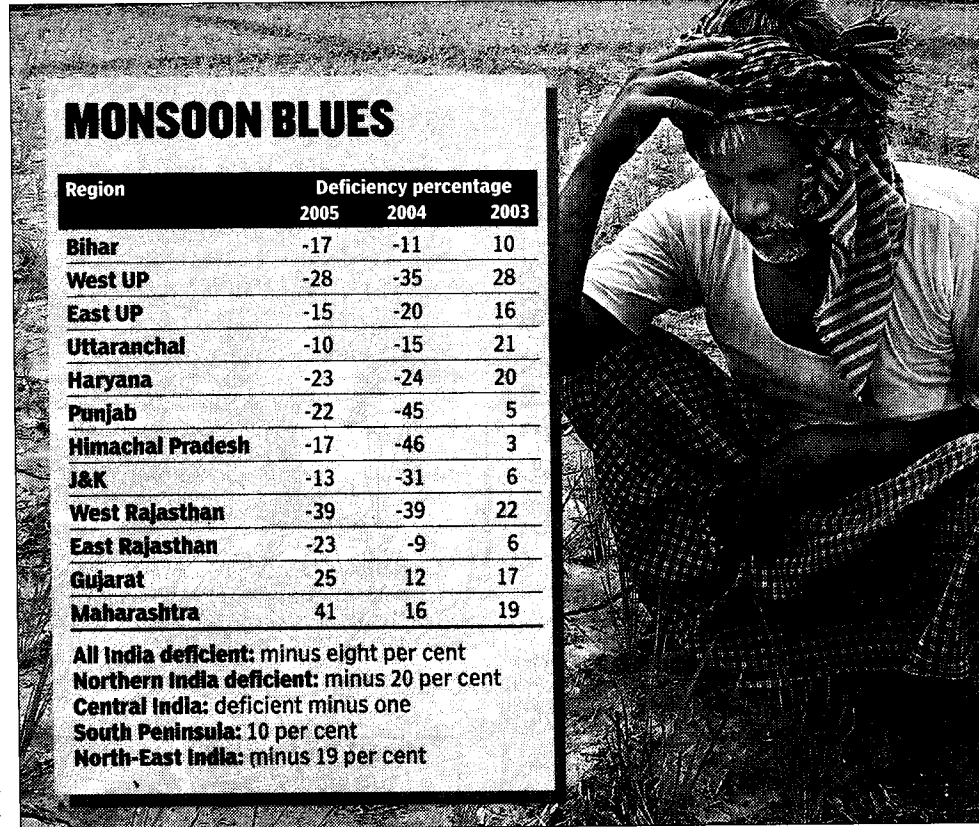 MONSOON BLUES
Region Deficiency percentage
2005 2004 2003
Bihar -17 -11 10
West UP -28 -35 28
East UP -15 -20 16
Uttaranchal -10 -15 21
Haryana -23 -24 20
Punjab -22 -45 5
Himachal Pradesh -17 -46 3
J&K -13 -31 6
West Rajasthan -39 -39 22
East Rajasthan -23 -9 6
Gujarat 25 12 17
Maharashtra 41 16 19
All India deficient: minus eight per cent
Northern India deficient: minus 20 per cent
Central India: deficient minus one
South Peninsula: 10 per cent
North-East India: minus 19 per cent